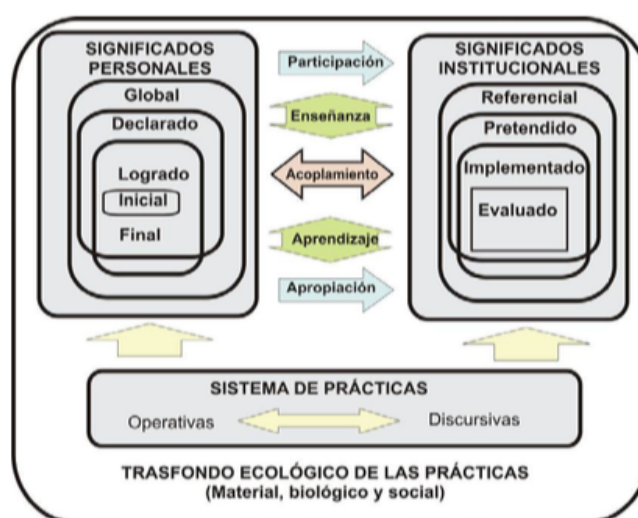 SIGNIFICADOS
PERSONALES
Global
Declarado
Logrado
Inicial
Final
Participación
Enseñanza
Acoplamiento
Aprendizaje
Apropiación
SIGNIFICADOS
INSTITUCIONALES
Referencial
Pretendido
Implementado
Evaluado
SISTEMA DE PRÁCTICAS
Operativas
Discursivas
TRASFONDO ECOLÓGICO DE LAS PRÁCTICAS
(Material, biológico y social)